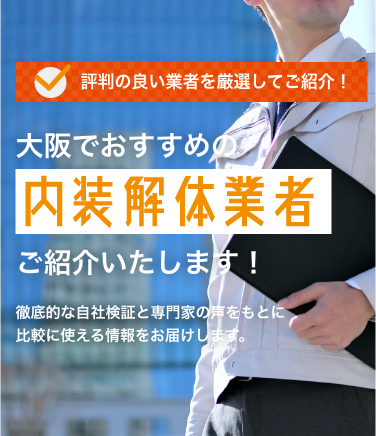 評判の良い業者を厳選してご紹介！
大阪でおすすめの
内装解体業者
ご紹介いたします！
徹底的な自社検証と専門家の声をもとに
比較に使える情報をお届けします。